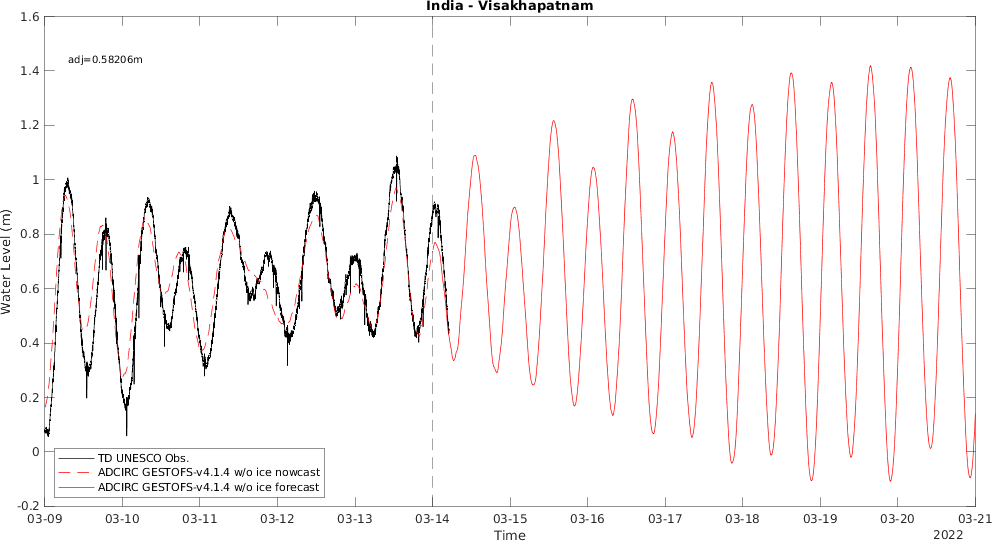 India - Visakhapatnam
1.6
1.4
1.2
1
0.8
0.6
0.4
0.2
0
-0.2
Water Level (m)
adj=0.58206m
TD UNESCO Obs.
ADCIRC GESTOFS-v4.1.4 w/o ice nowcast
ADCIRC GESTOFS-v4.1.4 w/o ice forecast
03-09 03-10 03-11 03-12 03-13 03-14 03-15 03-16 03-17 03-18 03-19 03-20 03-21
Time
2022